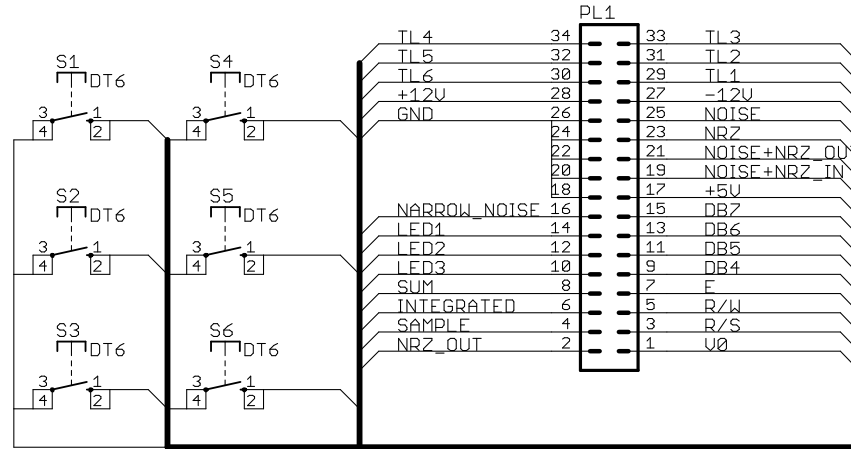 PL1
TL4 34 33 TL3
TL5 32 31 TL2
TL6 30 29 TL1
+12V 28 27 -12V
GND 26 25 NOISE
24 23 NRZ
22 21 NOISE+NRZ_OU
20 19 NOISE+NRZ_IN
18 17 +5V
NARROW_NOISE 16 15 DB7
LED1 14 13 DB6
LED2 12 11 DB5
LED3 10 9 DB4
SUM 8 7 E
INTEGRATED 6 5 R/W
SAMPLE 4 3 R/S
NRZ_OUT 2 1 V0
S1 DT6
3 1
4 2
S4 DT6
3 1
4 2
S2 DT6
3 1
4 2
S5 DT6
3 1
4 2
S3 DT6
3 1
4 2
S6 DT6
3 1
4 2